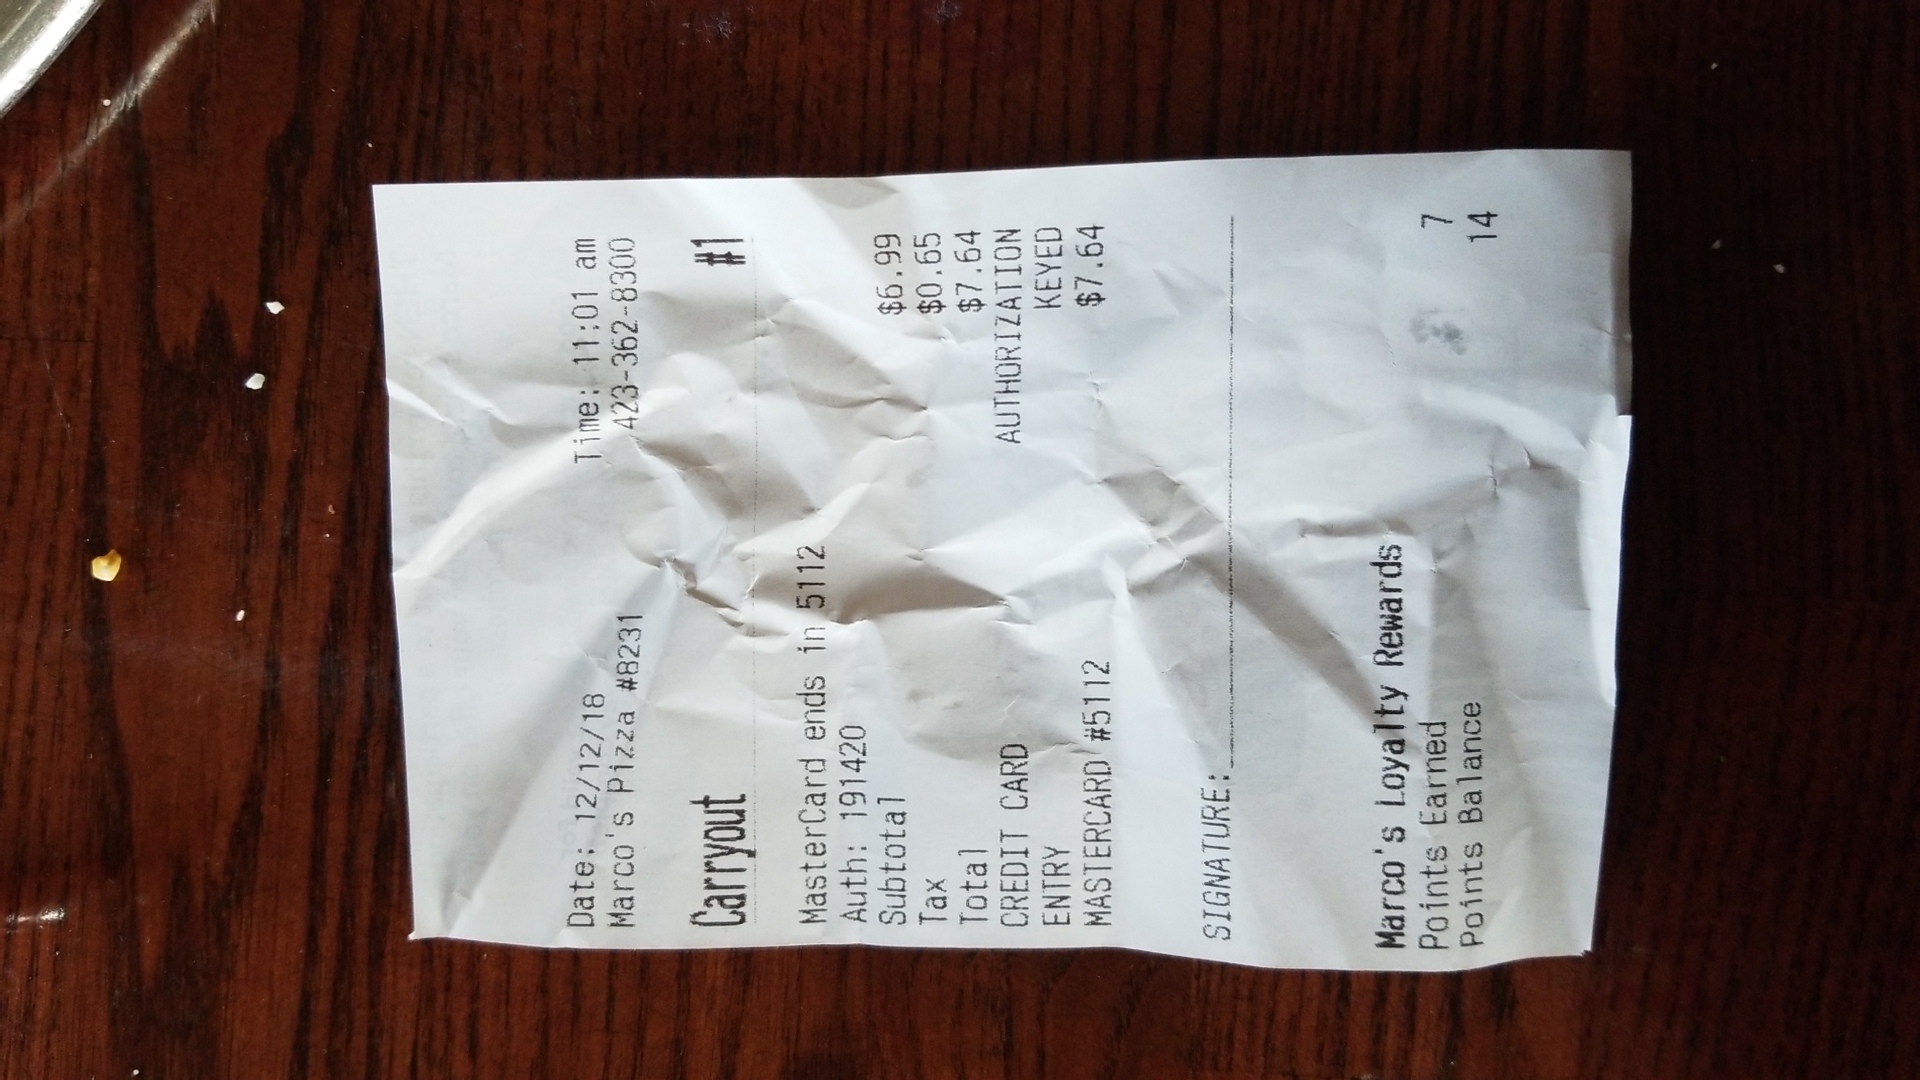 Date: 12/12/18 Time: 11:01 am
Marco's Pizza #8231 423-362-8300
Carryout #1
MasterCard ends in 5112
Auth: 191420
Subtotal $6.99
Tax $0.65
Total $7.64
CREDIT CARD AUTHORIZATION
ENTRY KEYED
MASTERCARD #5112 $7.64
SIGNATURE:
Marco's Loyalty Rewards
Points Earned 7
Points Balance 14